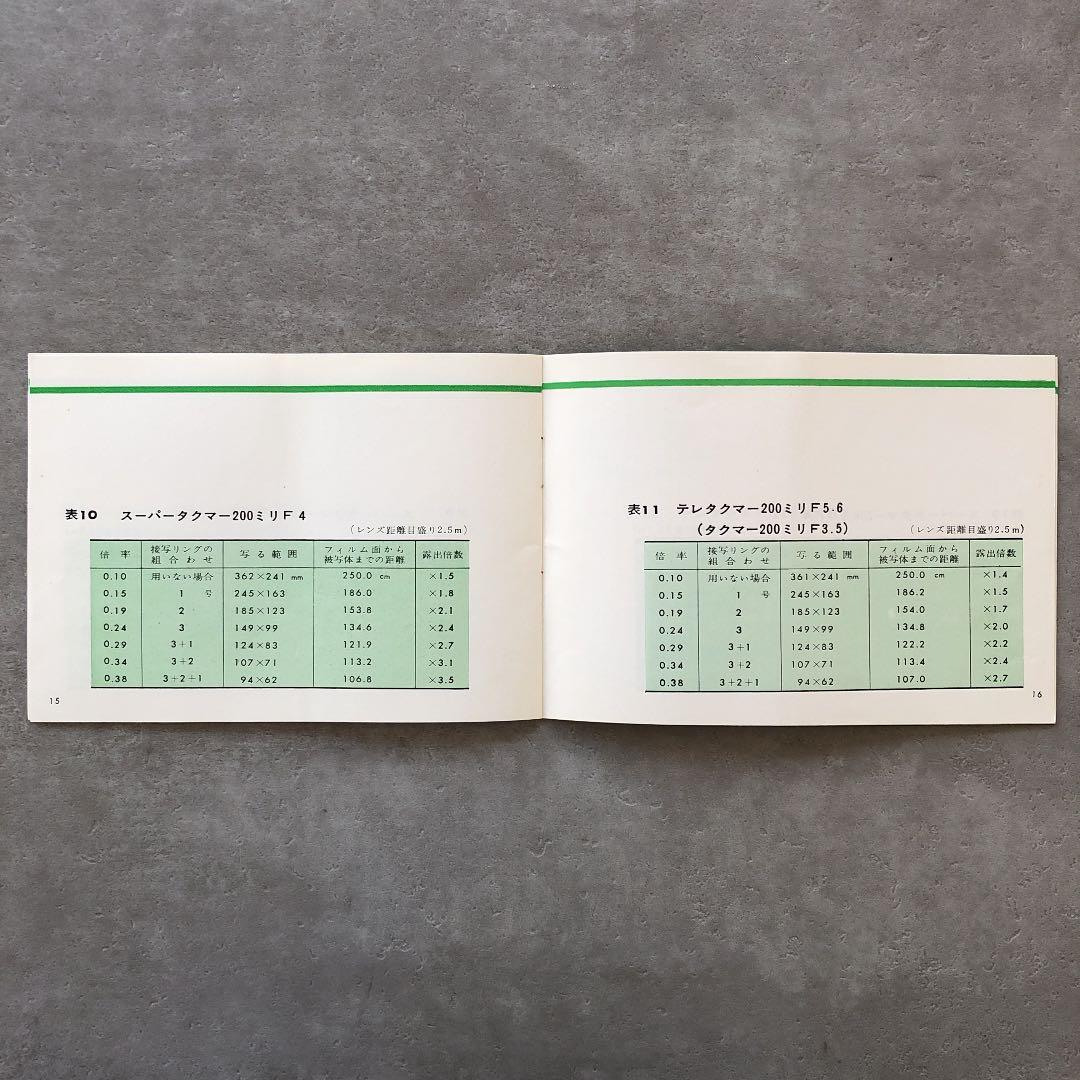 表10 スーパータクマー200ミリF4
(レンズ距離目盛り2.5m)
倍率 接写リングの組合わせ 写る範囲 フィルム面から被写体までの距離 露出倍数
0.10 用いない場合 362×241 mm 250.0 cm ×1.5
0.15 1号 245×163 186.0 ×1.8
0.19 2 185×123 153.8 ×2.1
0.24 3 149×99 134.6 ×2.4
0.29 3+1 124×83 121.9 ×2.7
0.34 3+2 107×71 113.2 ×3.1
0.38 3+2+1 94×62 106.8 ×3.5
15
表11 テレタクマー200ミリF5.6
(タクマー200ミリF3.5)
(レンズ距離目盛り2.5m)
倍率 接写リングの組合わせ 写る範囲 フィルム面から被写体までの距離 露出倍数
0.10 用いない場合 361×241 mm 250.0 cm ×1.4
0.15 1号 245×163 186.2 ×1.5
0.19 2 185×123 154.0 ×1.7
0.24 3 149×99 134.8 ×2.0
0.29 3+1 124×83 122.2 ×2.2
0.34 3+2 107×71 113.4 ×2.4
0.38 3+2+1 94×62 107.0 ×2.7
16